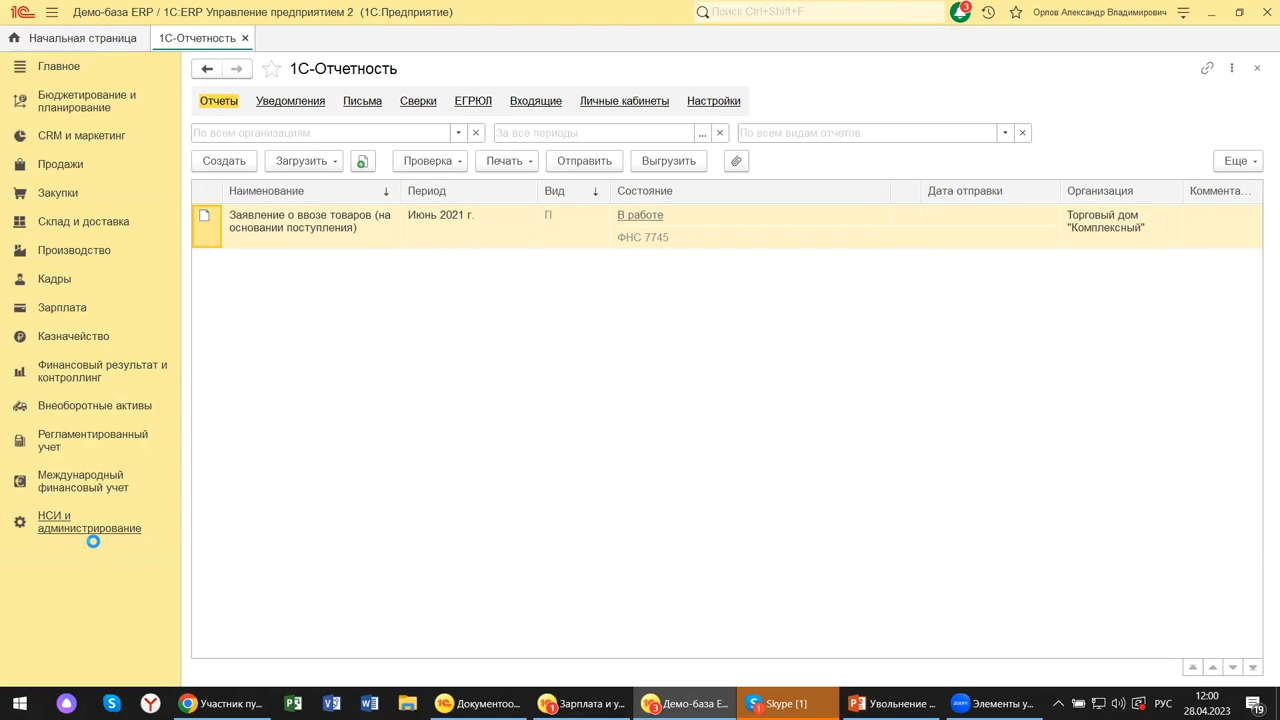 Демо-база ERP / 1С:ERP Управление предприятием 2 (1С:Предприятие)
Поиск Ctrl+Shift+F
3
Орлов Александр Владимирович
Начальная страница
1С-Отчетность
Главное
Бюджетирование и
планирование
CRM и маркетинг
Продажи
Закупки
Склад и доставка
Производство
Кадры
Зарплата
Казначейство
Финансовый результат и
контроллинг
Внеоборотные активы
Регламентированный
учет
Международный
финансовый учет
НСИ и
администрирование
1С-Отчетность
Отчеты Уведомления Письма Сверки ЕГРЮЛ Входящие Личные кабинеты Настройки
По всем организациям За все периоды ... По всем видам отчетов
Создать Загрузить Проверка Печать Отправить Выгрузить Еще
Наименование Период Вид Состояние Дата отправки Организация Коммента...
Заявление о ввозе товаров (на
основании поступления)
Июнь 2021 г.
П
В работе
ФНС 7745
Торговый дом
"Комплексный"
Участник пу...
Документоо...
1
Зарплата и у...
3
Демо-база E...
1
Skype [1]
Увольнение ...
Элементы у...
РУС
12:00
28.04.2023
19